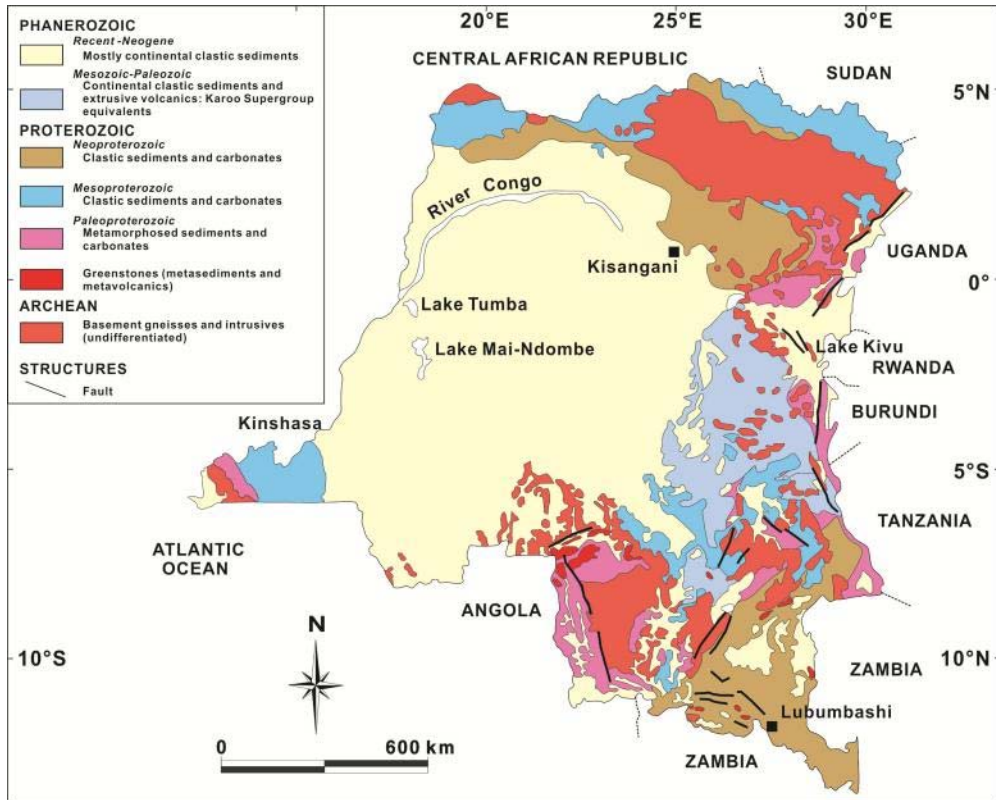 20°E 25°E 30°E
PHANEROZOIC
Recent -Neogene
Mostly continental clastic sediments
Mesozoic-Paleozoic
Continental clastic sediments and
extrusive volcanics: Karoo Supergroup
equivalents
PROTEROZOIC
Neoproterozoic
Clastic sediments and carbonates
Mesoproterozoic
Clastic sediments and carbonates
Paleoproterozoic
Metamorphosed sediments and
carbonates
Greenstones (metasediments and
metavolcanics)
ARCHEAN
Basement gneisses and intrusives
(undifferentiated)
STRUCTURES
Fault
CENTRAL AFRICAN REPUBLIC
SUDAN
5°N
River Congo
Kisangani
UGANDA
0°
Lake Tumba
Lake Mai-Ndombe
Lake Kivu
RWANDA
BURUNDI
Kinshasa
5°S
TANZANIA
ATLANTIC
OCEAN
ANGOLA
N
10°S
ZAMBIA
10°N
Lubumbashi
ZAMBIA
0 600 km